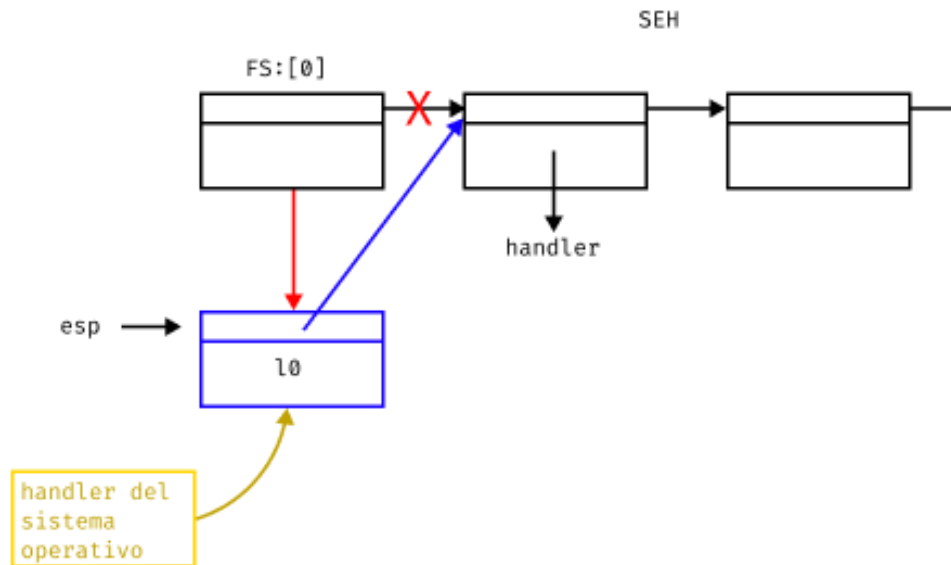 SEH
FS:[0]
X
handler
esp
l0
handler del
sistema
operativo